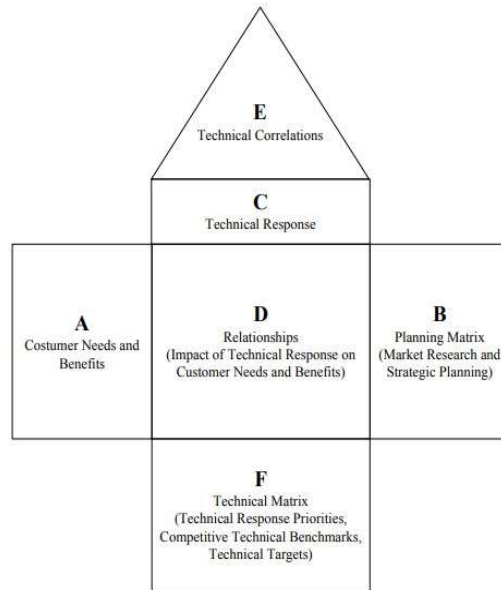 E
Technical Correlations
C
Technical Response
A
Costumer Needs and
Benefits
D
Relationships
(Impact of Technical Response on
Customer Needs and Benefits)
B
Planning Matrix
(Market Research and
Strategic Planning)
F
Technical Matrix
(Technical Response Priorities,
Competitive Technical Benchmarks,
Technical Targets)